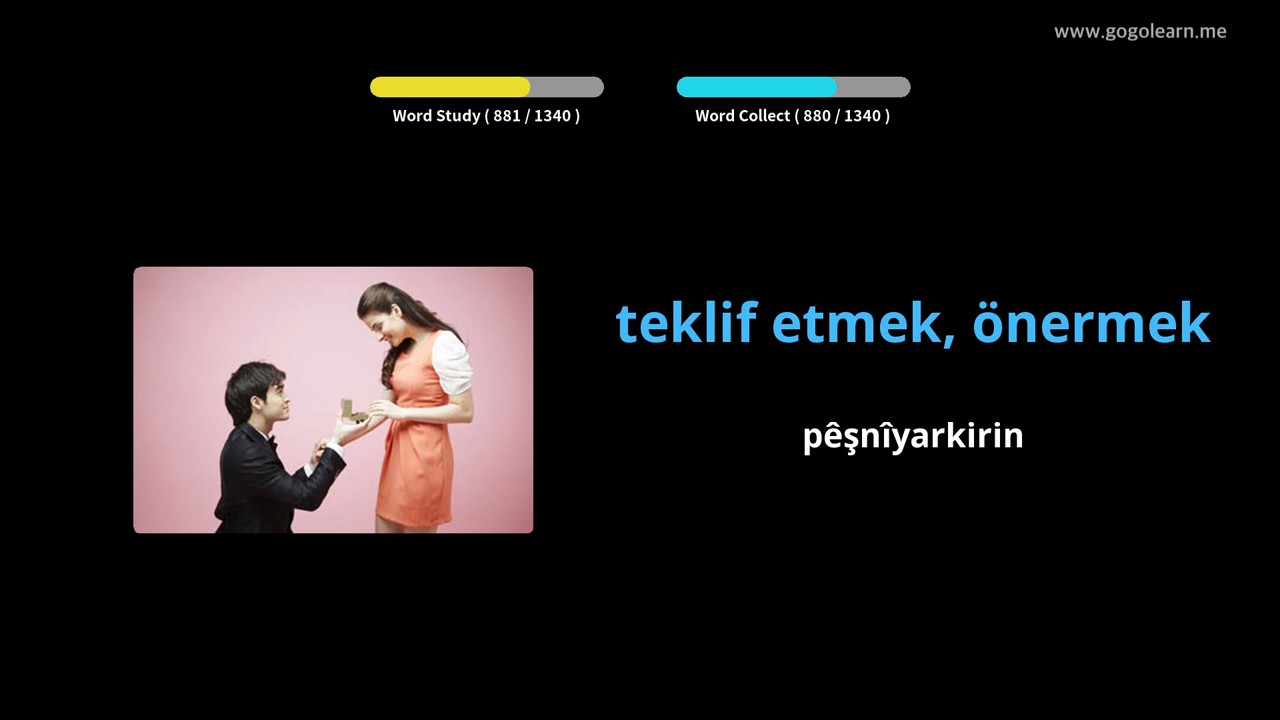 www.gogolearn.me
Word Study ( 881 / 1340 )
Word Collect ( 880 / 1340 )
teklif etmek, önermek
pêşnîyarkirin